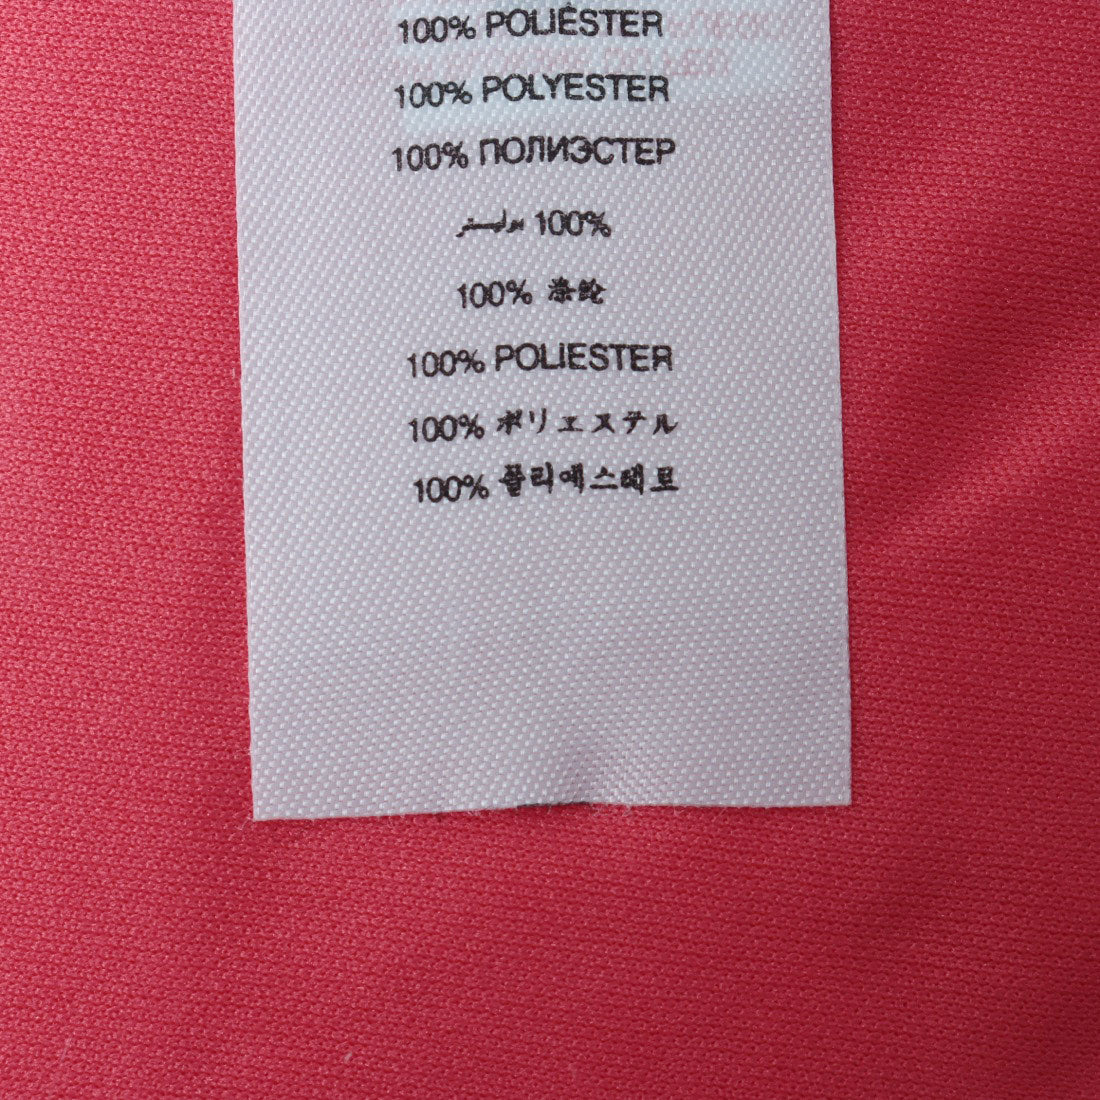 100% POLIÉSTER
100% POLYESTER
100% ПОЛИЭСТЕР
100% بوليستر
100% 涤纶
100% POLIESTER
100% ポリエステル
100% 폴리에스테르